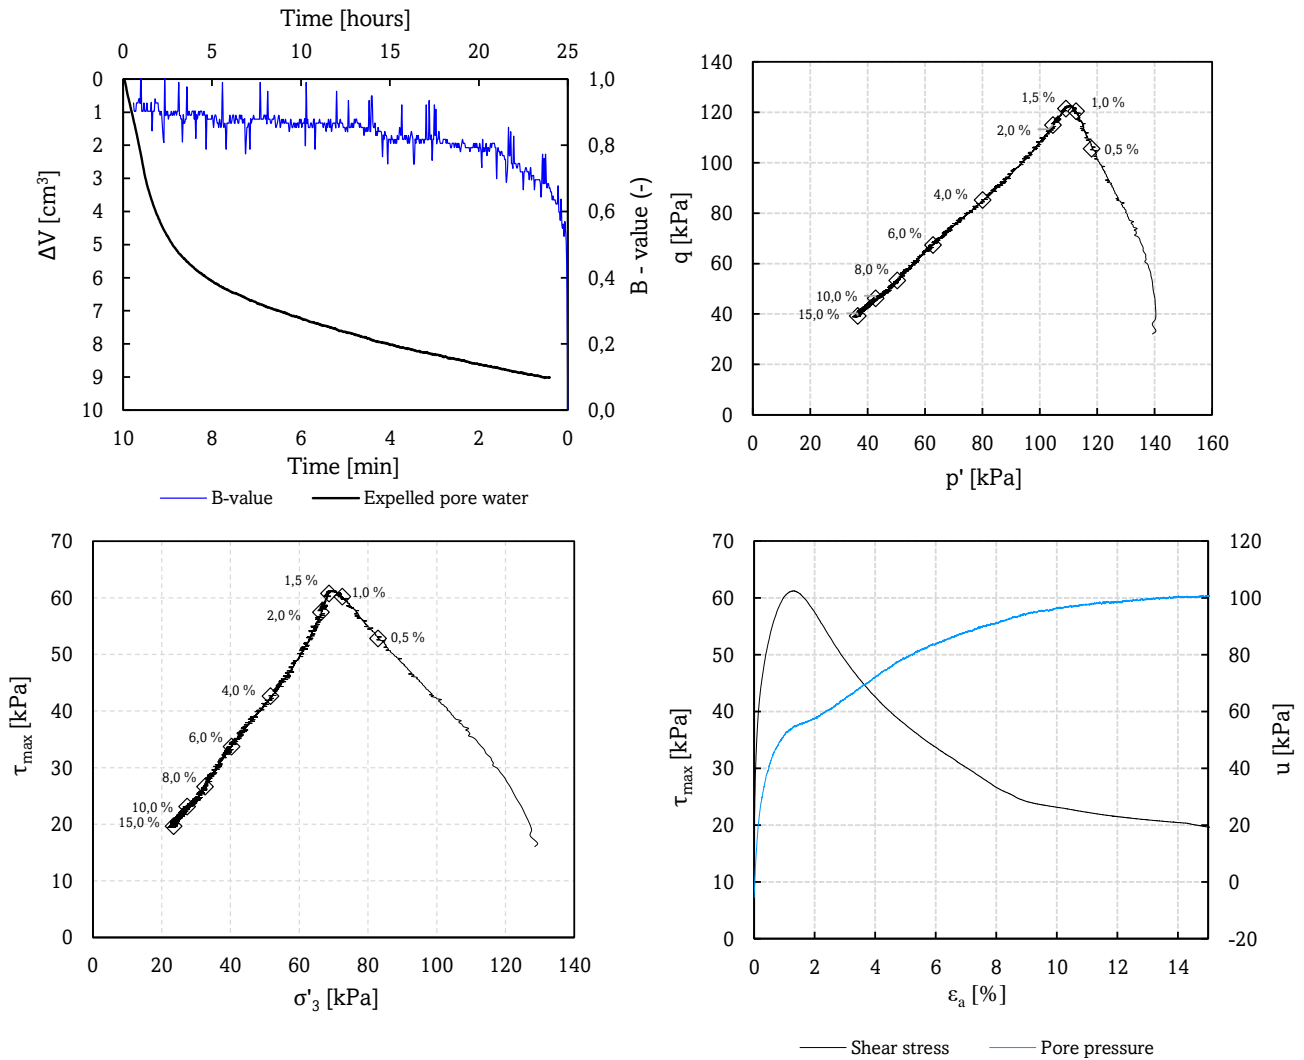 Time [hours]
0 5 10 15 20 25
0 1 2 3 4 5 6 7 8 9 10
ΔV [cm³]
1,0 0,8 0,6 0,4 0,2 0,0
B - value (-)
10 8 6 4 2 0
Time [min]
B-value Expelled pore water
140 120 100 80 60 40 20 0
q [kPa]
1,5 % 1,0 %
2,0 %
0,5 %
4,0 %
6,0 %
8,0 %
10,0 %
15,0 %
0 20 40 60 80 100 120 140 160
p' [kPa]
70 60 50 40 30 20 10 0
τmax [kPa]
1,5 % 1,0 %
2,0 %
0,5 %
4,0 %
6,0 %
8,0 %
10,0 %
15,0 %
0 20 40 60 80 100 120 140
σ'3 [kPa]
70 60 50 40 30 20 10 0
τmax [kPa]
120 100 80 60 40 20 0 -20
u [kPa]
0 2 4 6 8 10 12 14
εa [%]
Shear stress Pore pressure